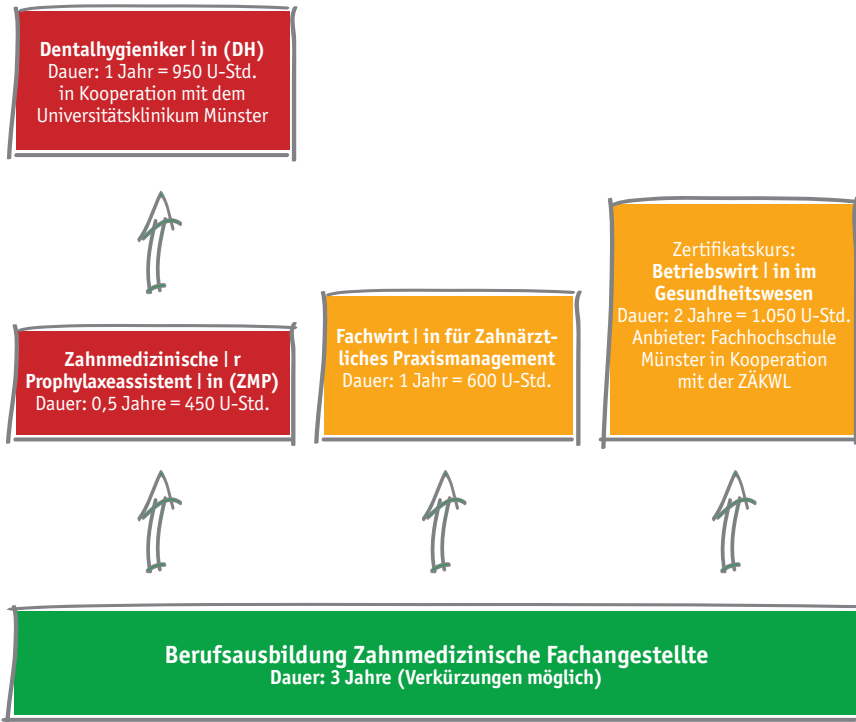 Dentalhygieniker | in (DH)
Dauer: 1 Jahr = 950 U-Std.
in Kooperation mit dem
Universitätsklinikum Münster
Zahnmedizinische | r
Prophylaxeassistent | in (ZMP)
Dauer: 0,5 Jahre = 450 U-Std.
Fachwirt | in für Zahnärzt-
liches Praxismanagement
Dauer: 1 Jahr = 600 U-Std.
Zertifikatskurs:
Betriebswirt | in im
Gesundheitswesen
Dauer: 2 Jahre = 1.050 U-Std.
Anbieter: Fachhochschule
Münster in Kooperation
mit der ZÄKWL
Berufsausbildung Zahnmedizinische Fachangestellte
Dauer: 3 Jahre (Verkürzungen möglich)